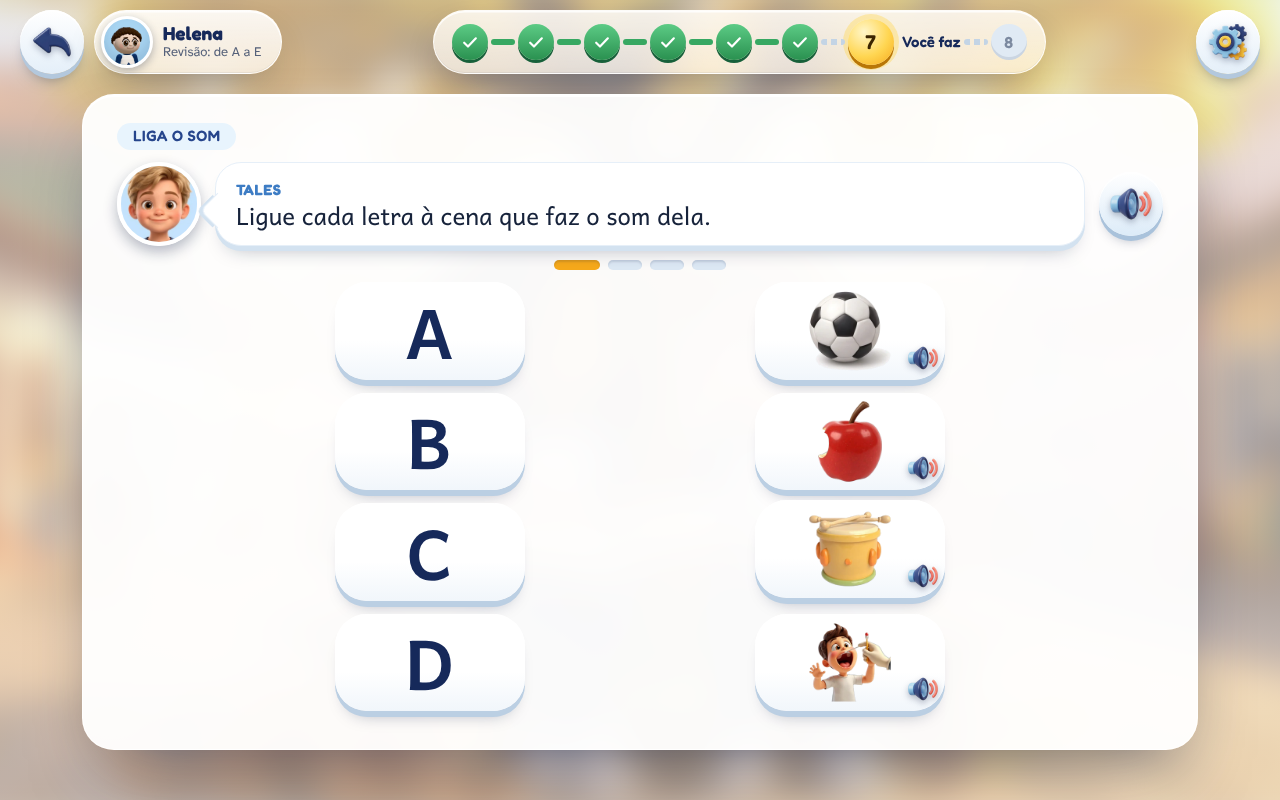 Helena
Revisão: de A a E
7
Você faz
8
LIGA O SOM
TALES
Ligue cada letra à cena que faz o som dela.
A
B
C
D